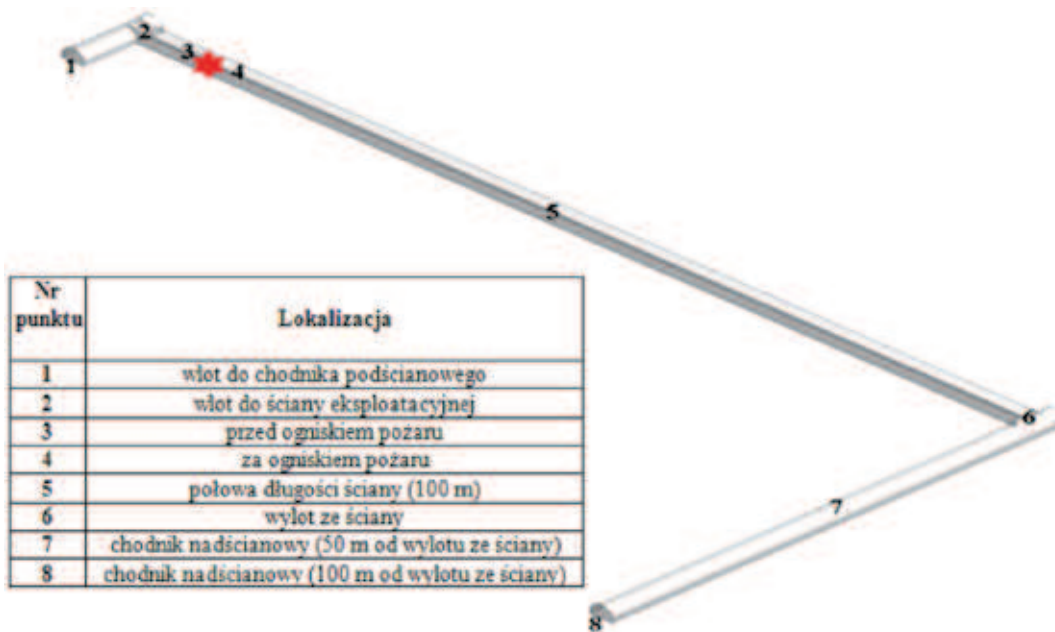 1
2
3
4
5
6
7
8
Nr punktu Lokalizacja
1 wlot do chodnika podścianowego
2 wlot do ściany eksploatacyjnej
3 przed ogniskiem pożaru
4 za ogniskiem pożaru
5 połowa długości ściany (100 m)
6 wylot ze ściany
7 chodnik nadścianowy (50 m od wylotu ze ściany)
8 chodnik nadścianowy (100 m od wylotu ze ściany)